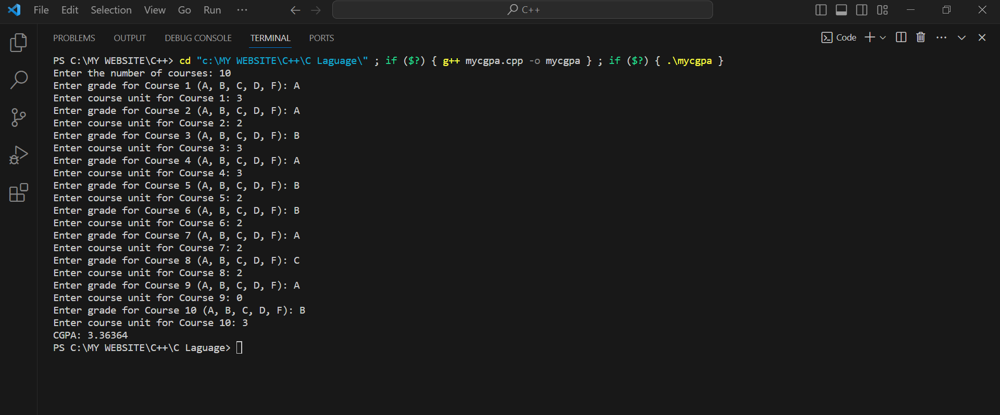 File Edit Selection View Go Run ··· C++
PROBLEMS OUTPUT DEBUG CONSOLE TERMINAL PORTS Code
PS C:\MY WEBSITE\C++> cd "c:\MY WEBSITE\C++\C Laguage\" ; if ($?) { g++ mycgpa.cpp -o mycgpa } ; if ($?) { .\mycgpa }
Enter the number of courses: 10
Enter grade for Course 1 (A, B, C, D, F): A
Enter course unit for Course 1: 3
Enter grade for Course 2 (A, B, C, D, F): A
Enter course unit for Course 2: 2
Enter grade for Course 3 (A, B, C, D, F): B
Enter course unit for Course 3: 3
Enter grade for Course 4 (A, B, C, D, F): A
Enter course unit for Course 4: 3
Enter grade for Course 5 (A, B, C, D, F): B
Enter course unit for Course 5: 2
Enter grade for Course 6 (A, B, C, D, F): B
Enter course unit for Course 6: 2
Enter grade for Course 7 (A, B, C, D, F): A
Enter course unit for Course 7: 2
Enter grade for Course 8 (A, B, C, D, F): C
Enter course unit for Course 8: 2
Enter grade for Course 9 (A, B, C, D, F): A
Enter course unit for Course 9: 0
Enter grade for Course 10 (A, B, C, D, F): B
Enter course unit for Course 10: 3
CGPA: 3.36364
PS C:\MY WEBSITE\C++\C Laguage>